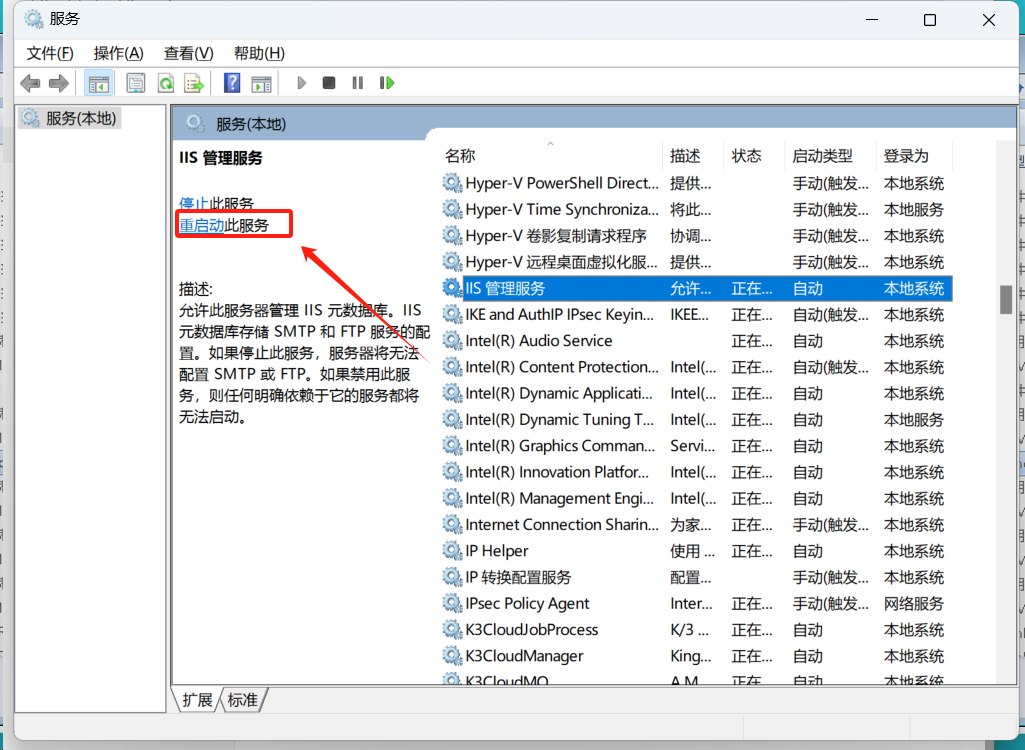 服务
文件(F) 操作(A) 查看(V) 帮助(H)
服务(本地)
服务(本地)
IIS 管理服务
停止此服务
重启动此服务
描述:
允许此服务器管理 IIS 元数据库。IIS
元数据库存储 SMTP 和 FTP 服务的配
置。如果停止此服务，服务器将无法
配置 SMTP 或 FTP。如果禁用此服
务，则任何明确依赖于它的服务都将
无法启动。
名称 描述 状态 启动类型 登录为
Hyper-V PowerShell Direct... 提供... 手动(触发... 本地系统
Hyper-V Time Synchroniza... 将此... 手动(触发... 本地服务
Hyper-V 卷影复制请求程序 协调... 手动(触发... 本地系统
Hyper-V 远程桌面虚拟化服... 提供... 手动(触发... 本地系统
IIS 管理服务 允许... 正在... 自动 本地系统
IKE and AuthIP IPsec Keyin... IKEE... 正在... 自动(触发... 本地系统
Intel(R) Audio Service 正在... 自动 本地系统
Intel(R) Content Protection... Intel(... 正在... 自动(触发... 本地系统
Intel(R) Dynamic Applicati... Intel(... 正在... 自动 本地系统
Intel(R) Dynamic Tuning T... Intel(... 正在... 自动 本地服务
Intel(R) Graphics Comman... Servi... 正在... 自动 本地系统
Intel(R) Innovation Platfor... Intel(... 正在... 自动 本地系统
Intel(R) Management Engi... Intel(... 正在... 自动 本地系统
Internet Connection Sharin... 为家... 正在... 手动(触发... 本地系统
IP Helper 使用 ... 正在... 自动 本地系统
IP 转换配置服务 配置... 手动(触发... 本地系统
IPsec Policy Agent Inter... 正在... 手动(触发... 网络服务
K3CloudJobProcess K/3 ... 正在... 自动 本地系统
K3CloudManager King... 正在... 自动 本地系统
K3CloudMQ A M... 正在... 自动 本地系统
扩展 标准